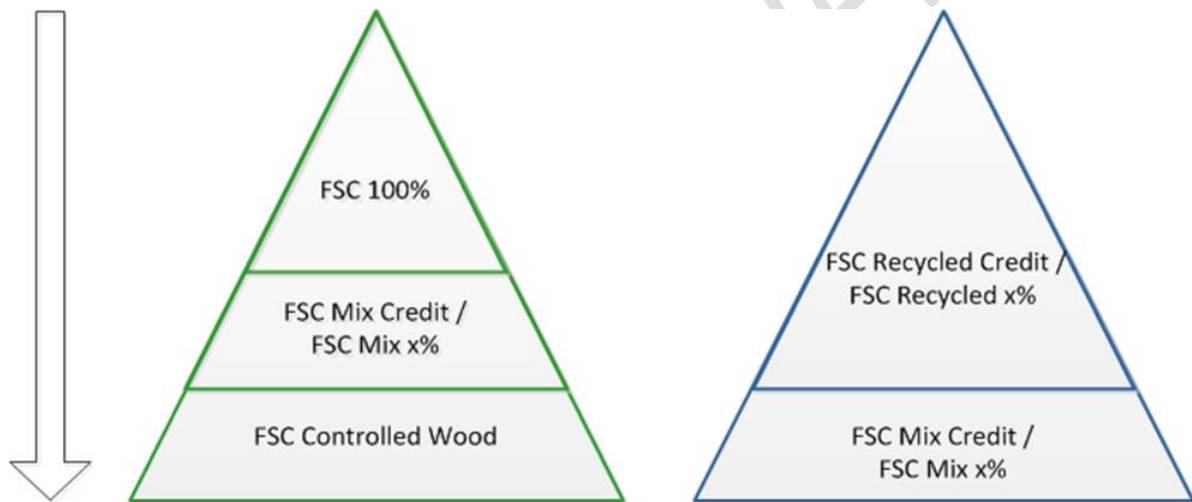 FSC 100%
FSC Mix Credit /
FSC Mix x%
FSC Controlled Wood
FSC Recycled Credit /
FSC Recycled x%
FSC Mix Credit /
FSC Mix x%